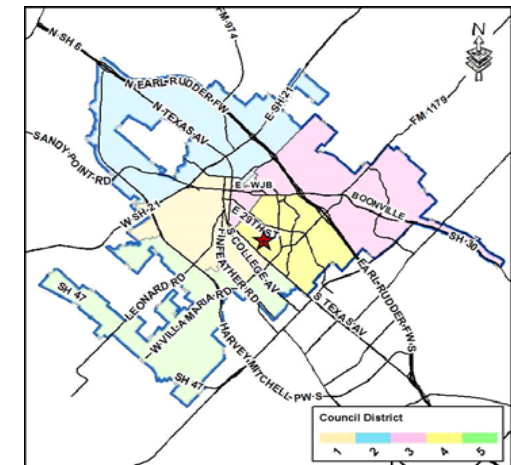 N
N SH 6
FM-974
N EARL-RUDDER-FW
E-SH-21
FM-1179
N-TEXAS-AV
SANDY-POINT-RD
E -WJB
BOONVILLE
W-SH-21
E 29TH ST
SH-30
S COLLEGE-AV
FINFEATHER-RD
LEONARD RD
EARL-RUDDER-FW-S
SH 47
W-VILLA MARIA-RD
S TEXAS AV
HARVEY-MITCHELL-PW-S
SH 47
Council District
1 2 3 4 5